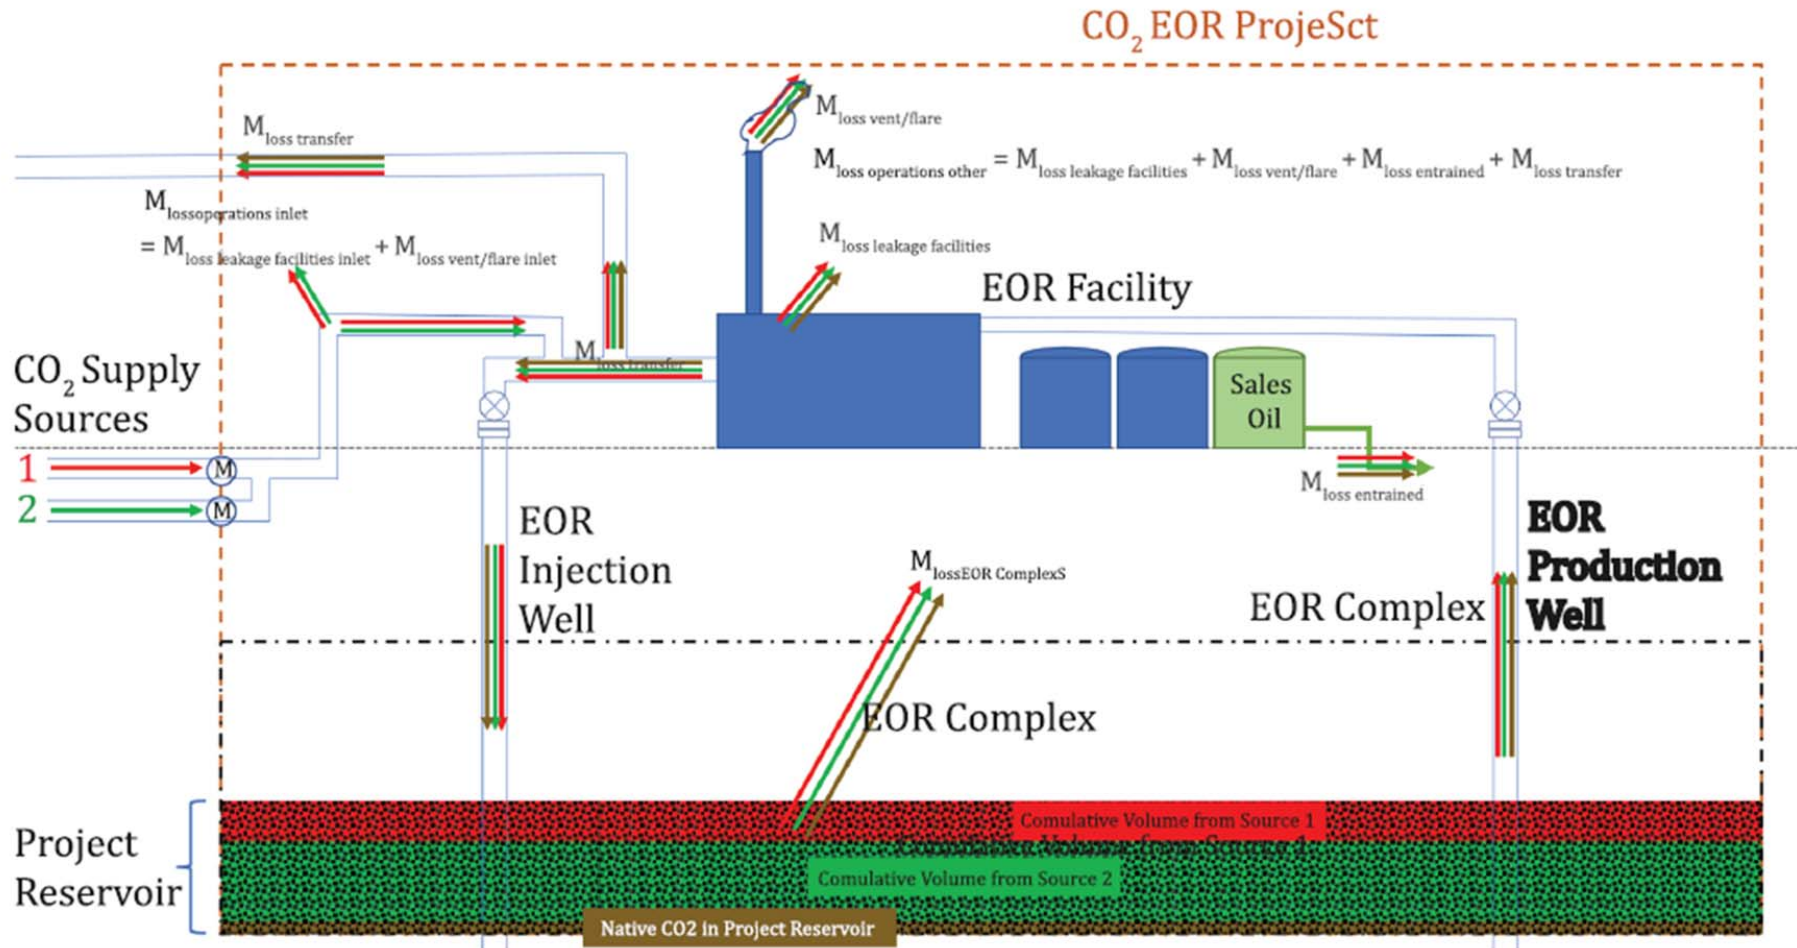 CO2 EOR ProjeSct
Mloss vent/flare
Mloss transfer
Mloss operations other = Mloss leakage facilities + Mloss vent/flare + Mloss entrained + Mloss transfer
Mlossoperations inlet
= Mloss leakage facilities inlet + Mloss vent/flare inlet
Mloss leakage facilities
EOR Facility
Mloss transfer
CO2 Supply
Sources
Sales
Oil
1
M
2
M
Mloss entrained
EOR
Injection
Well
EOR
Production
Well
MlossEOR ComplexS
EOR Complex
EOR Complex
Project
Reservoir
Comulative Volume from Source 1
Comulative Volume from Source 2
Native CO2 in Project Reservoir